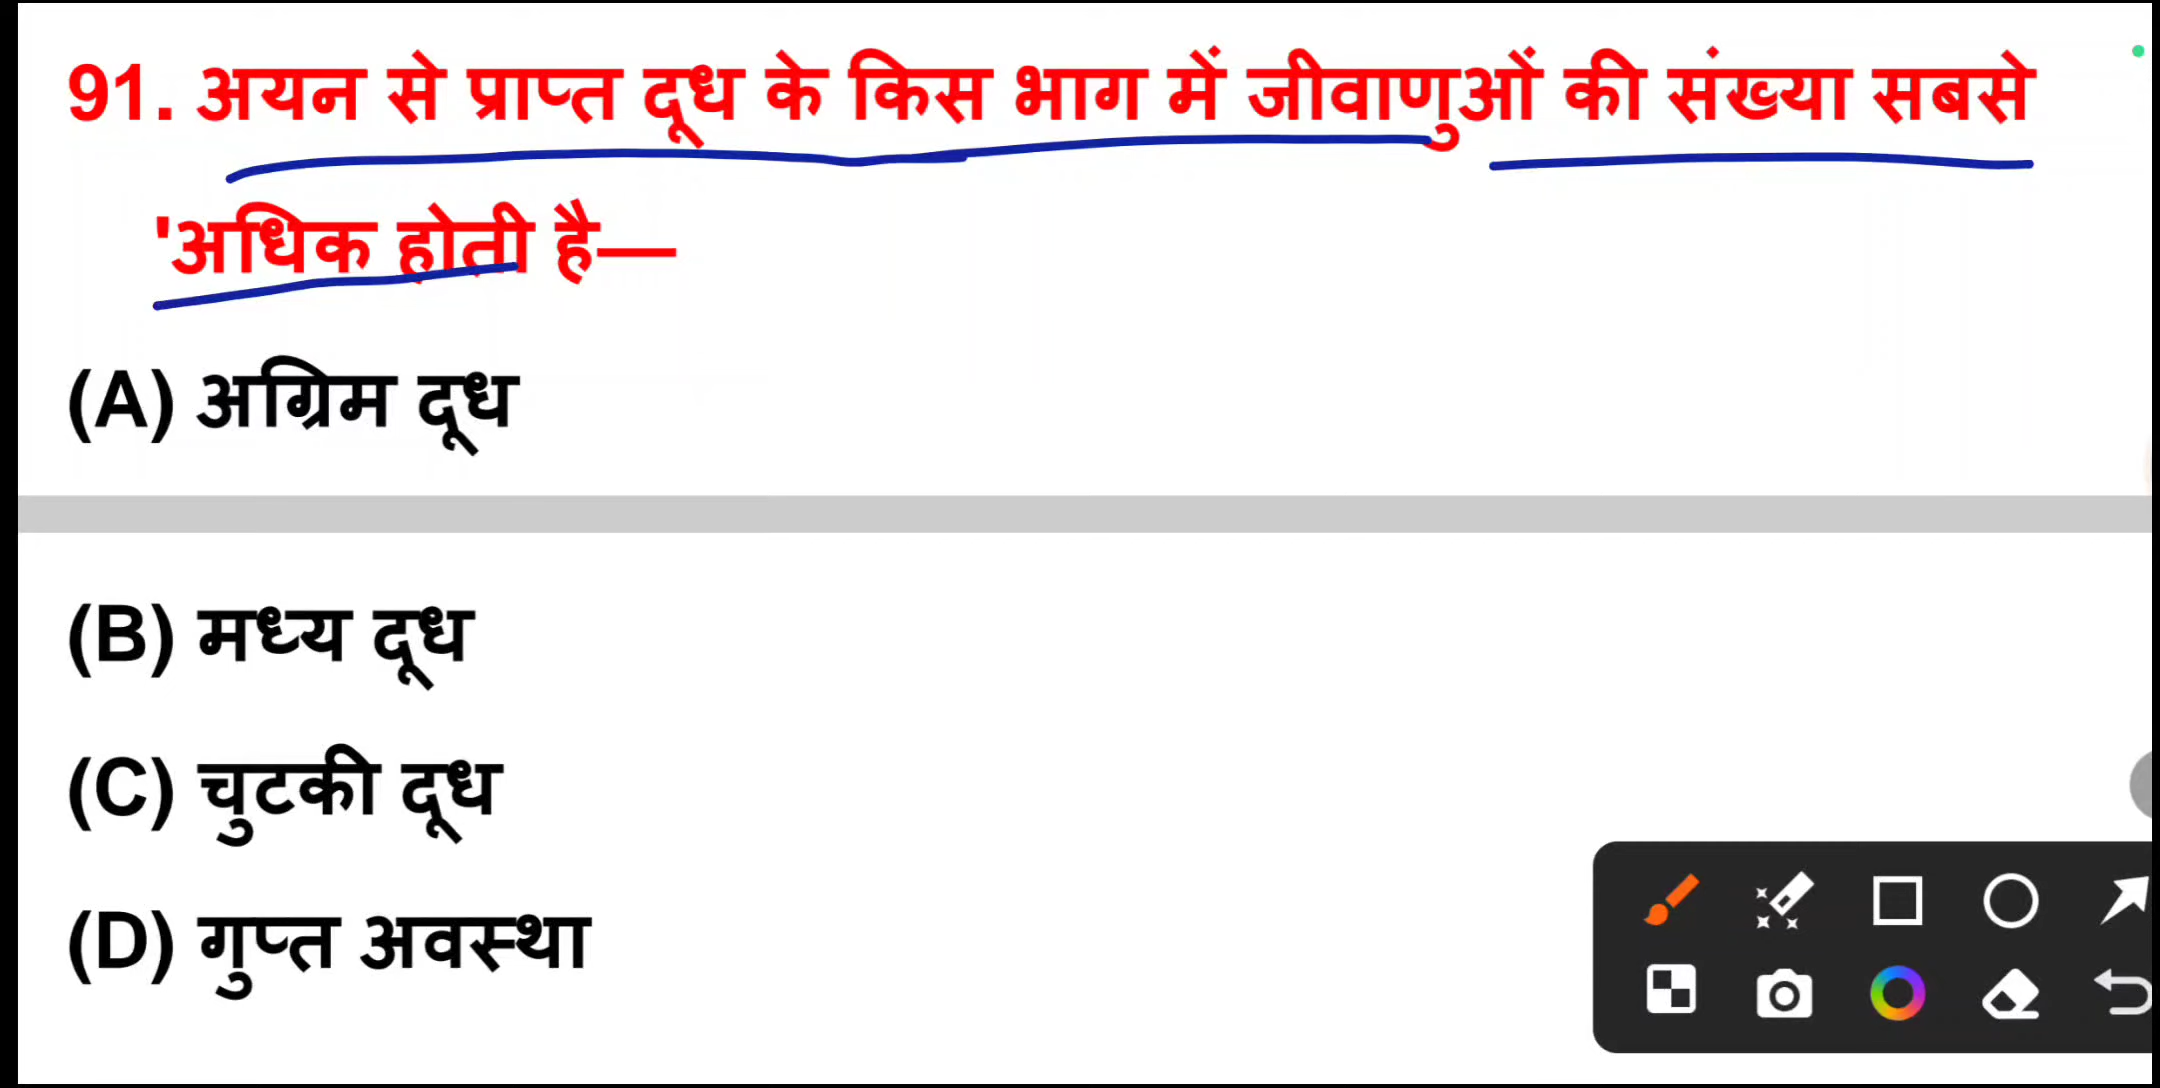 91. अयन से प्राप्त दूध के किस भाग में जीवाणुओं की संख्या सबसे
'अधिक होती है—
(A) अग्रिम दूध
(B) मध्य दूध
(C) चुटकी दूध
(D) गुप्त अवस्था